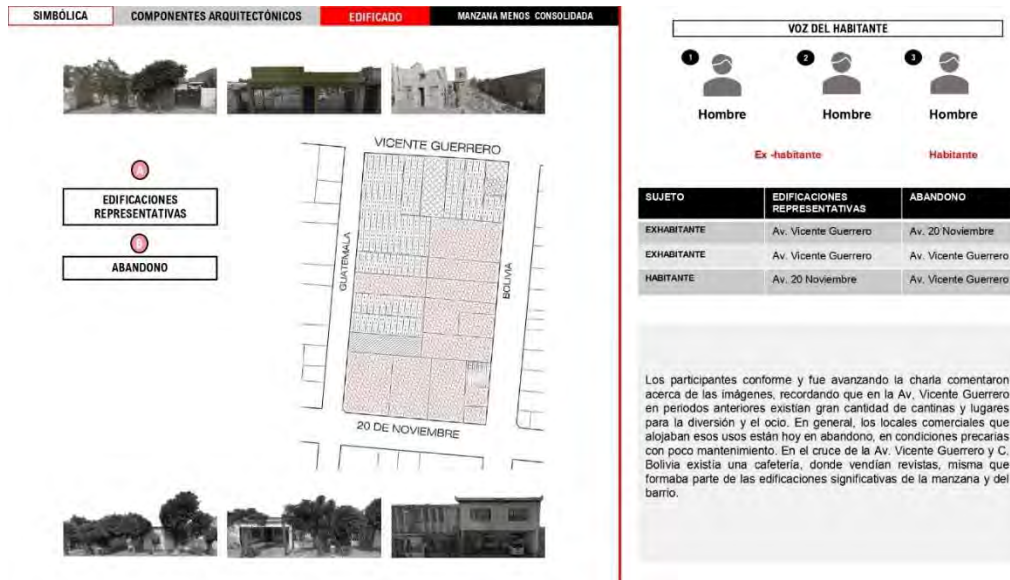 SIMBÓLICA
COMPONENTES ARQUITECTÓNICOS
EDIFICADO
MANZANA MENOS CONSOLIDADA
A
EDIFICACIONES
REPRESENTATIVAS
B
ABANDONO
VICENTE GUERRERO
GUATEMALA
BOLIVIA
20 DE NOVIEMBRE
VOZ DEL HABITANTE
1
2
3
Hombre
Hombre
Hombre
Ex -habitante
Habitante
SUJETO EDIFICACIONES REPRESENTATIVAS ABANDONO
EXHABITANTE Av. Vicente Guerrero Av. 20 Noviembre
EXHABITANTE Av. Vicente Guerrero Av. Vicente Guerrero
HABITANTE Av. 20 Noviembre Av. Vicente Guerrero
Los participantes conforme y fue avanzando la charla comentaron
acerca de las imágenes, recordando que en la Av, Vicente Guerrero
en periodos anteriores existían gran cantidad de cantinas y lugares
para la diversión y el ocio. En general, los locales comerciales que
alojaban esos usos están hoy en abandono, en condiciones precarias
con poco mantenimiento. En el cruce de la Av. Vicente Guerrero y C.
Bolivia existía una cafetería, donde vendían revistas, misma que
formaba parte de las edificaciones significativas de la manzana y del
barrio.